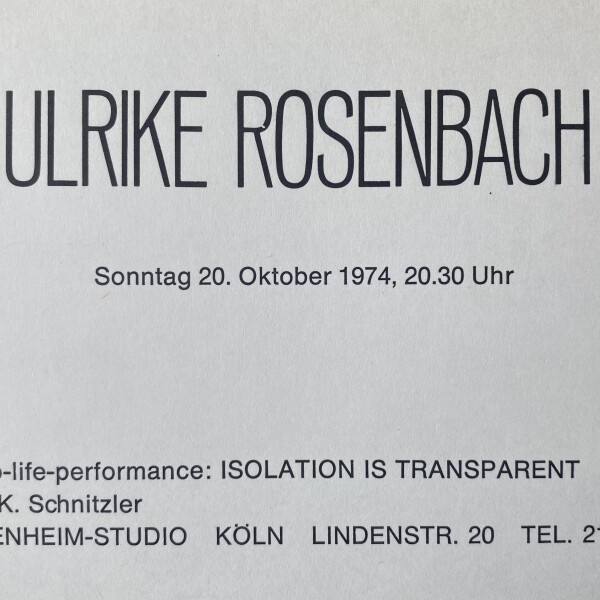 ULRIKE ROSENBACH
Sonntag 20. Oktober 1974, 20.30 Uhr
-life-performance: ISOLATION IS TRANSPARENT
K. Schnitzler
ENHEIM-STUDIO KÖLN LINDENSTR. 20 TEL. 21